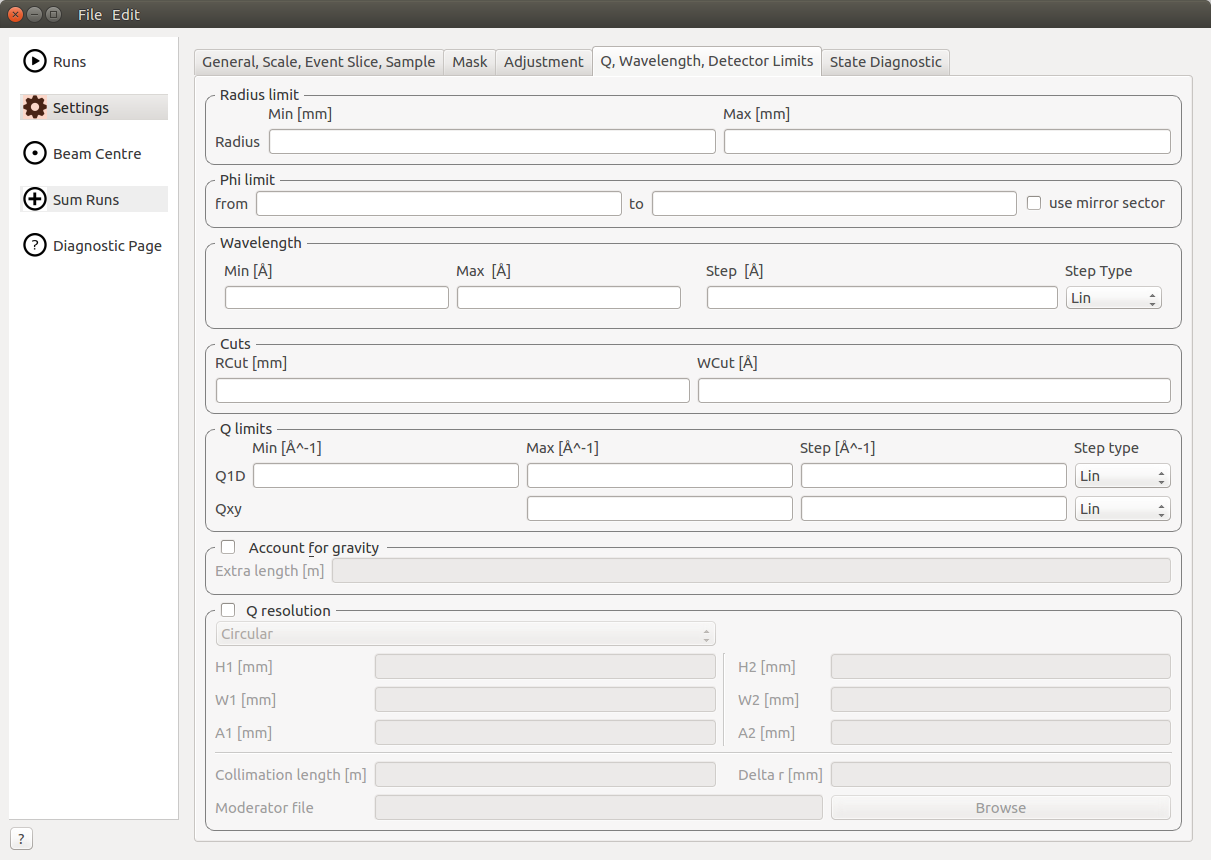 File Edit
Runs
Settings
Beam Centre
Sum Runs
Diagnostic Page
?
General, Scale, Event Slice, Sample Mask Adjustment Q, Wavelength, Detector Limits State Diagnostic
Radius limit
Min [mm] Max [mm]
Radius
Phi limit
from to use mirror sector
Wavelength
Min [Å] Max [Å] Step [Å] Step Type
Lin
Cuts
RCut [mm] WCut [Å]
Q limits
Min [Å^-1] Max [Å^-1] Step [Å^-1] Step type
Q1D Lin
Qxy Lin
Account for gravity
Extra length [m]
Q resolution
Circular
H1 [mm] H2 [mm]
W1 [mm] W2 [mm]
A1 [mm] A2 [mm]
Collimation length [m] Delta r [mm]
Moderator file Browse
?